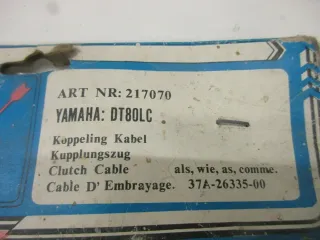 ART NR: 217070
YAMAHA: DT80LC
Koppeling Kabel
Kupplungszug
Clutch Cable als, wie, as, comme.
Cable D' Embrayage. 37A-26335-00